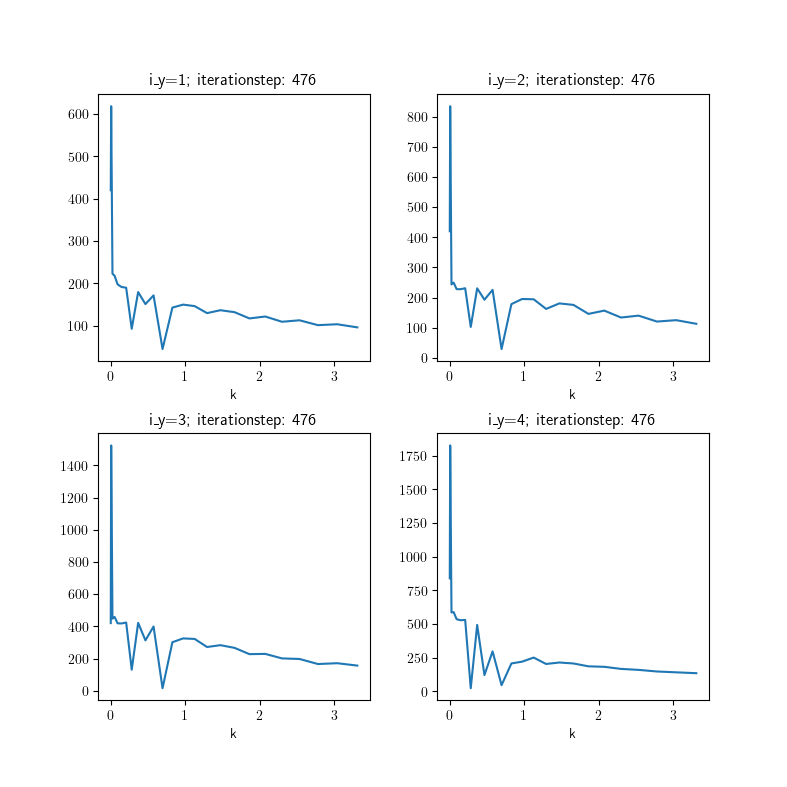 i_y=1; iterationstep: 476
i_y=2; iterationstep: 476
600
500
400
300
200
100
0 1 2 3
k
800
700
600
500
400
300
200
100
0
0 1 2 3
k
i_y=3; iterationstep: 476
i_y=4; iterationstep: 476
1400
1200
1000
800
600
400
200
0
0 1 2 3
k
1750
1500
1250
1000
750
500
250
0
0 1 2 3
k